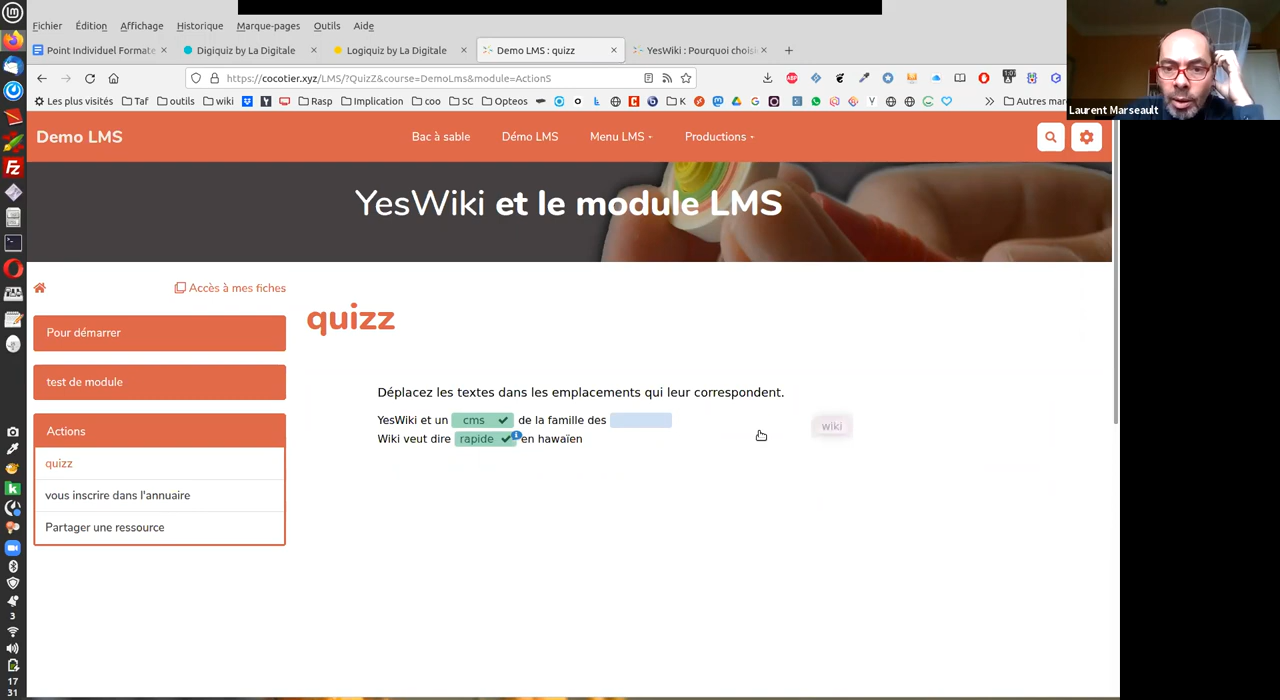 Fichier Édition Affichage Historique Marque-pages Outils Aide
Point Individuel Formate
Digiquiz by La Digitale
Logiquiz by La Digitale
Demo LMS : quizz
YesWiki : Pourquoi choisi
https://cocotier.xyz/LMS/?QuizZ&course=DemoLms&module=ActionS
Les plus visités Taf outils wiki Rasp Implication coo SC Opteos K Autres mar
Laurent Marseault
Demo LMS
Bac à sable Démo LMS Menu LMS Productions
YesWiki et le module LMS
Accès à mes fiches
quizz
Pour démarrer
test de module
Actions
quizz
vous inscrire dans l'annuaire
Partager une ressource
Déplacez les textes dans les emplacements qui leur correspondent.
YesWiki et un cms de la famille des
wiki
Wiki veut dire rapide en hawaïen
3
17
31